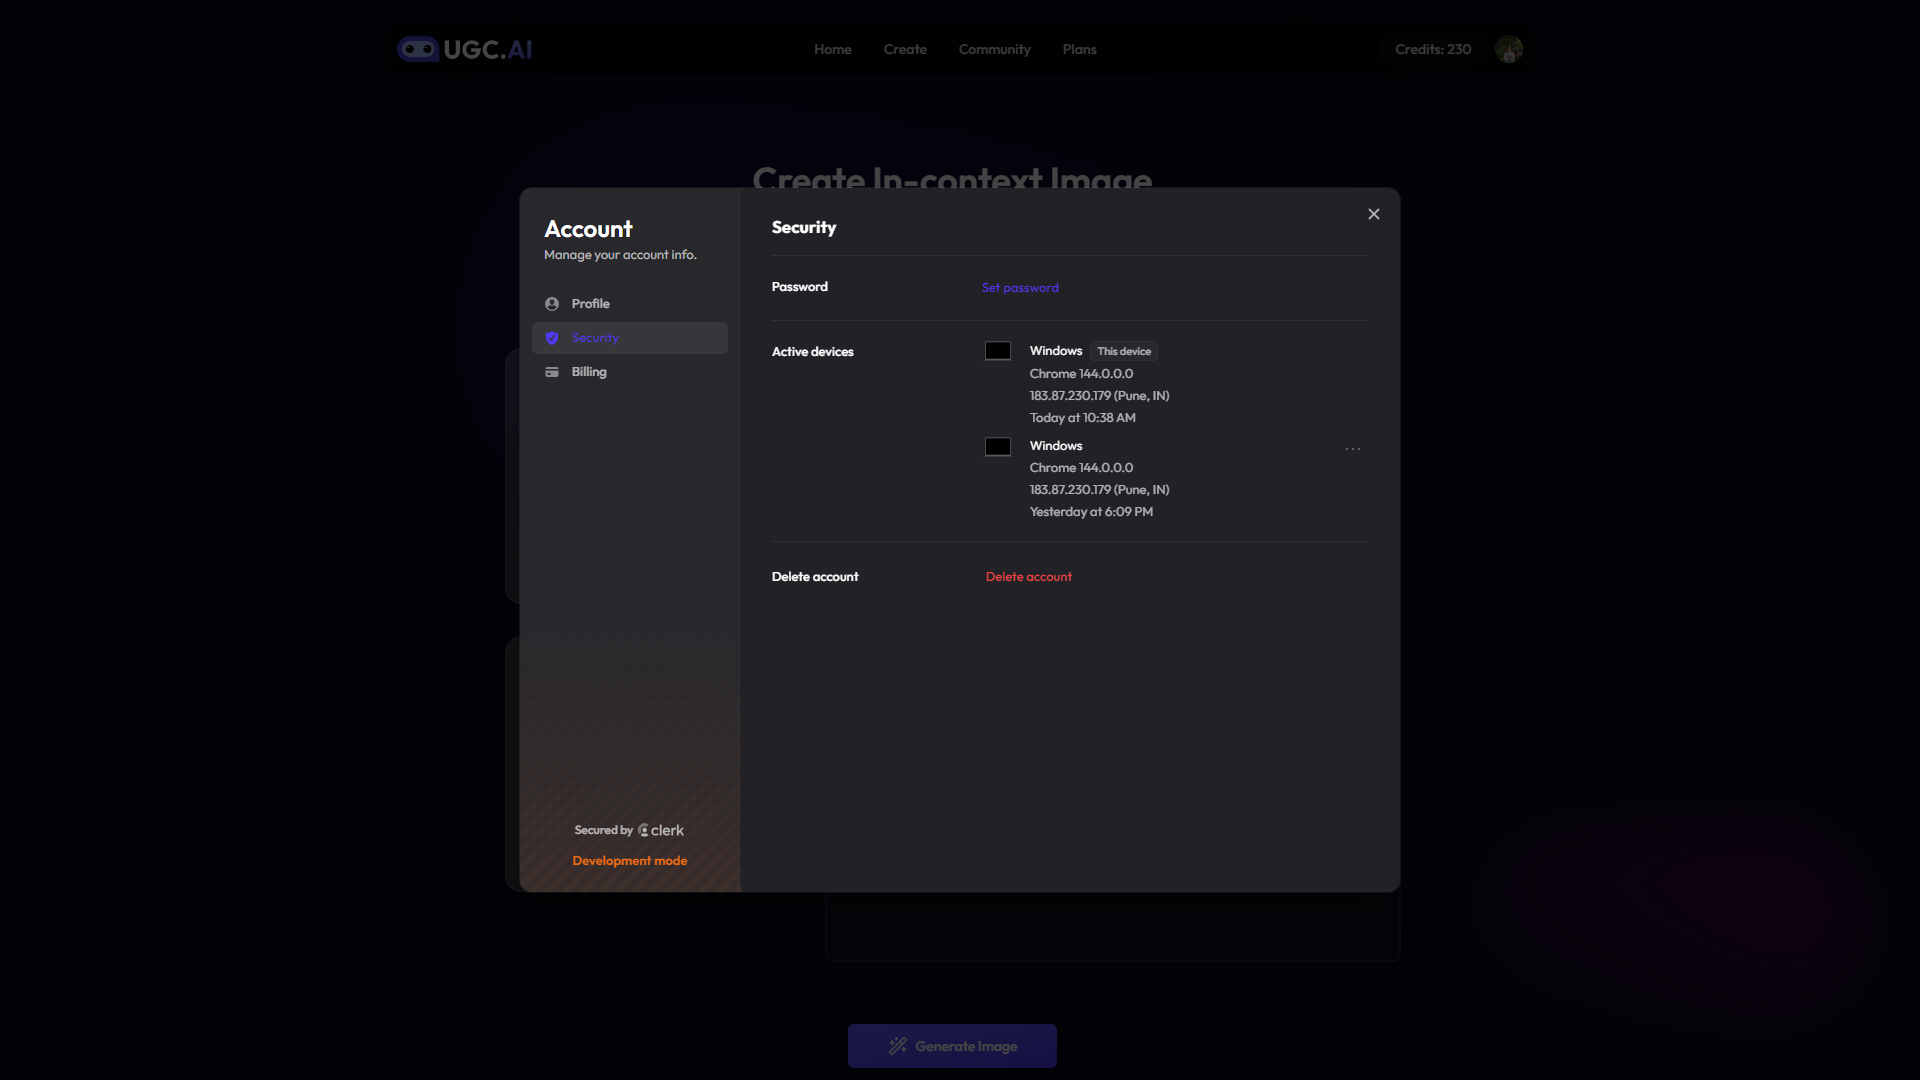 UGC.AI
Home
Create
Community
Plans
Credits: 230
Create In-context Image
Account
Manage your account info.
Profile
Security
Billing
Secured by clerk
Development mode
Security
Password
Set password
Active devices
Windows This device
Chrome 144.0.0.0
183.87.230.179 (Pune, IN)
Today at 10:38 AM
Windows
Chrome 144.0.0.0
183.87.230.179 (Pune, IN)
Yesterday at 6:09 PM
Delete account
Delete account
Generate Image